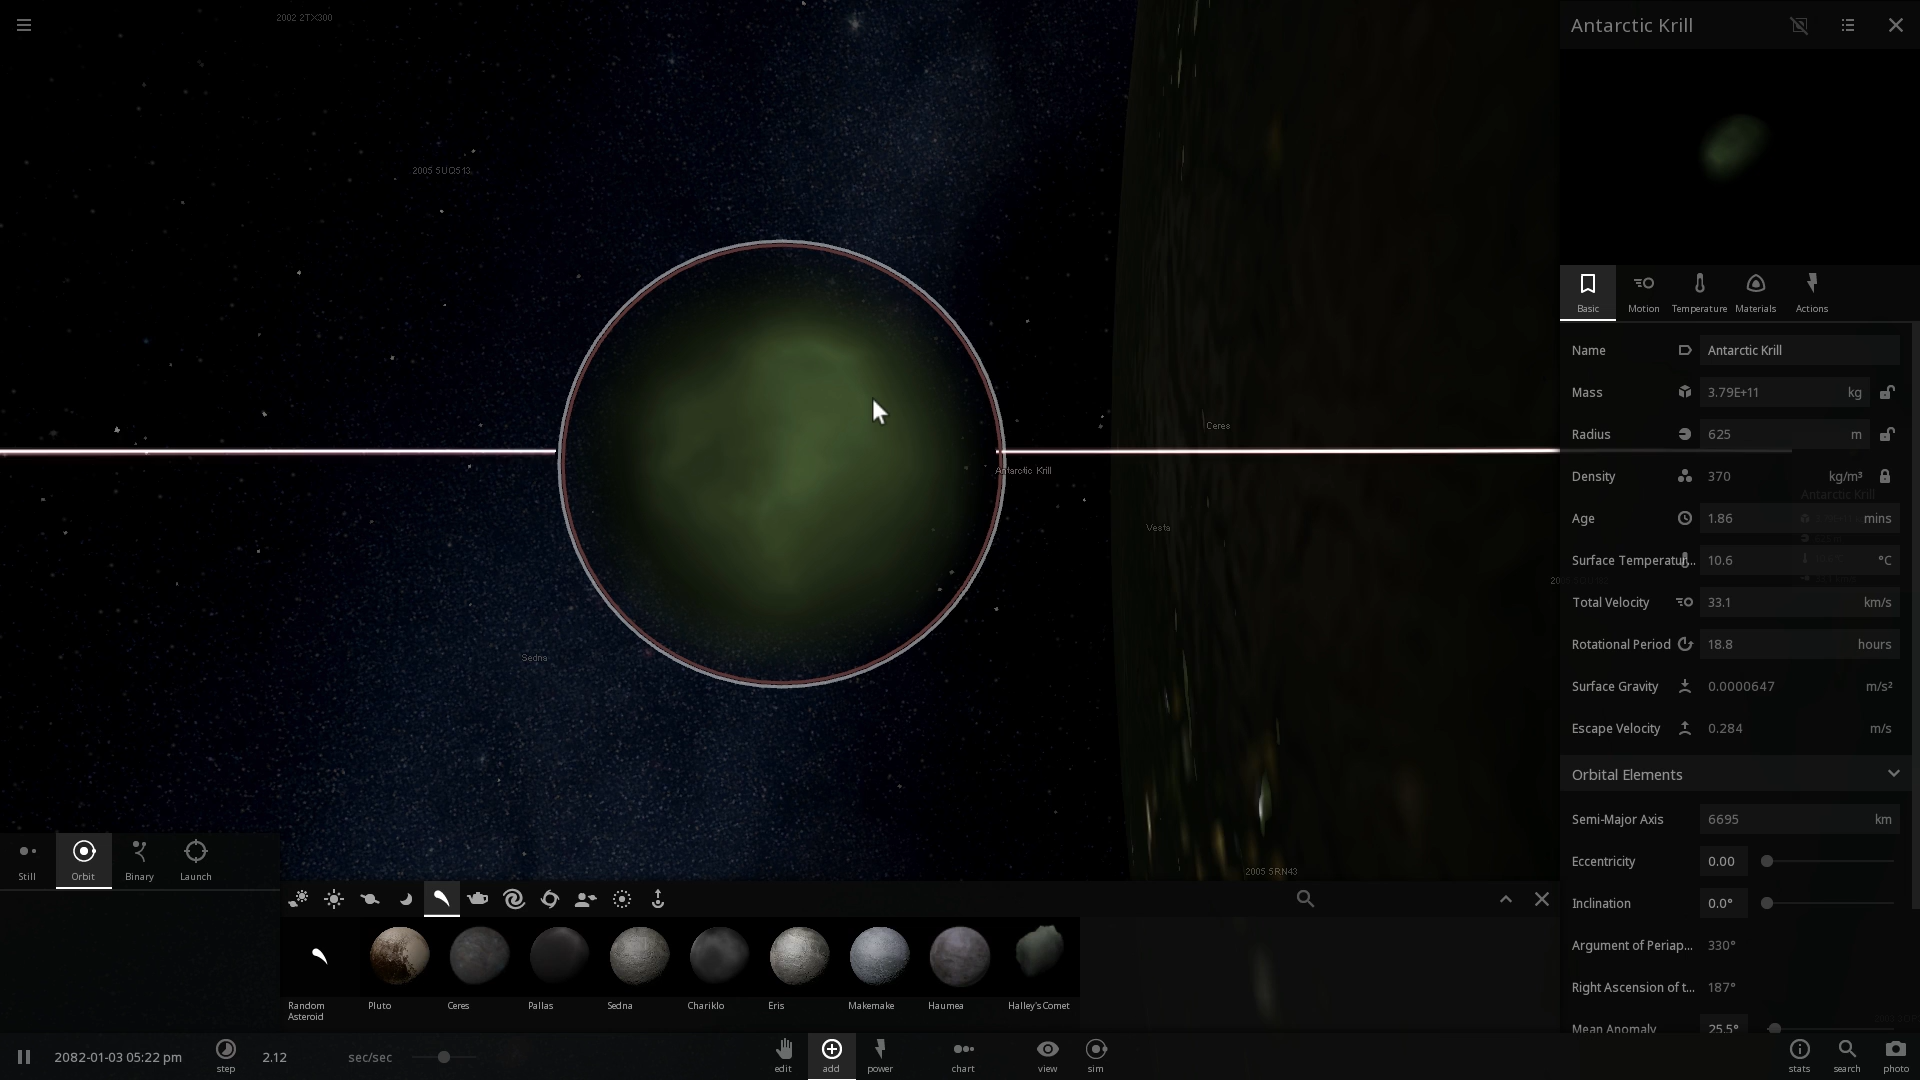 2002 2TX300
Antarctic Krill
2005 5UQ513
Basic
Motion
Temperature
Materials
Actions
Name
Antarctic Krill
Mass
3.79E+11
kg
Ceres
Radius
625
m
Antarctic Krill
Density
370
kg/m³
Antarctic Krill
Vesta
Age
1.86
mins
Surface Temperatur...
10.6
°C
Total Velocity
33.1
km/s
Rotational Period
18.8
hours
Sedna
Surface Gravity
0.0000647
m/s²
Escape Velocity
0.284
m/s
Orbital Elements
Semi-Major Axis
6695
km
Eccentricity
0.00
Inclination
0.0°
Argument of Periap...
330°
Right Ascension of t...
187°
Mean Anomaly
25.5°
Still
Orbit
Binary
Launch
2005 5RN43
Random
Asteroid
Pluto
Ceres
Pallas
Sedna
Chariklo
Eris
Makemake
Haumea
Halley's Comet
2082-01-03 05:22 pm
step
2.12
sec/sec
edit
add
power
chart
view
sim
stats
search
photo